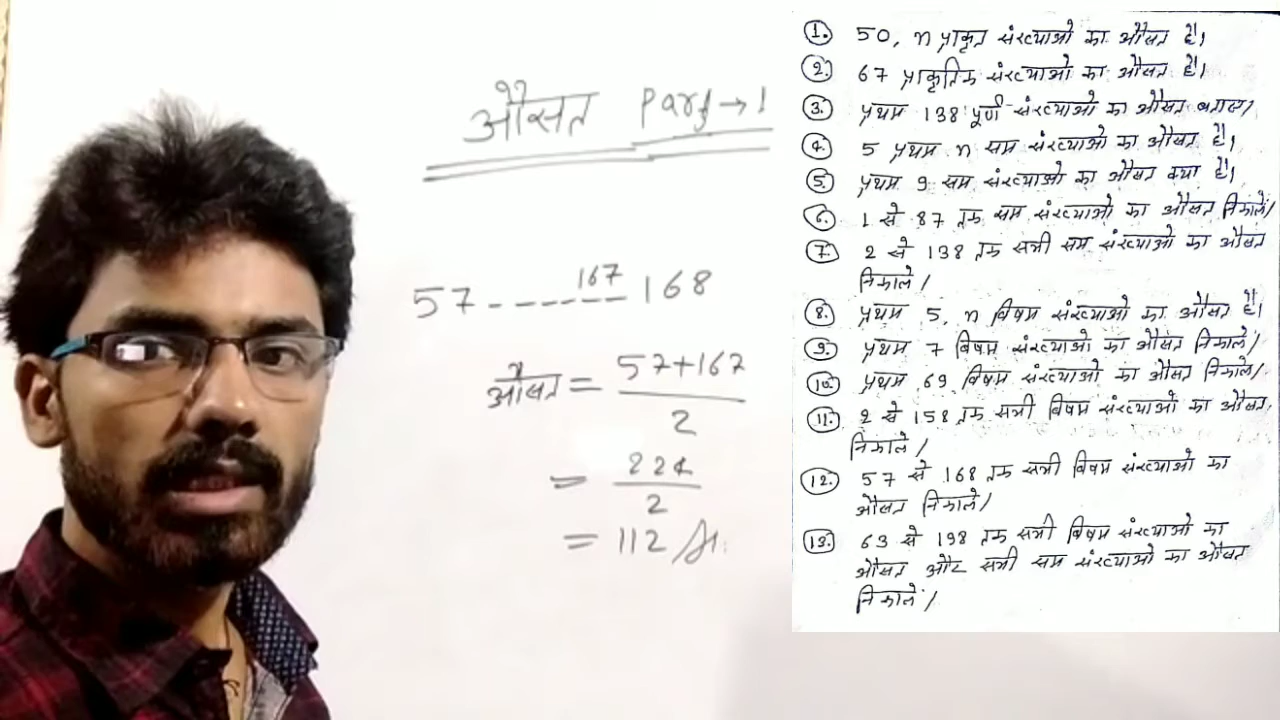 औसत Part → 1
57 ------- 168
167
औसत = 57+167
2
= 224
2
= 112
1. 50, n प्राकृत संख्याओ का औसत है।
2. 67 प्राकृतिक संख्याओ का औसत है।
3. प्रथम 138 पूर्ण संख्याओ का औसत बताए।
4. 5 प्रथम n सम संख्याओ का औसत है।
5. प्रथम 9 सम संख्याओ का औसत क्या है।
6. 1 से 87 तक सम संख्याओ का औसत निकाले।
7. 2 से 138 तक सभी सम संख्याओ का औसत
निकाले।
8. प्रथम 5, n विषम संख्याओ का औसत है।
9. प्रथम 7 विषम संख्याओ का औसत निकाले।
10. प्रथम 69 विषम संख्याओ का औसत निकाले।
11. 2 से 158 तक सभी विषम संख्याओ का औसत
निकाले।
12. 57 से 168 तक सभी विषम संख्याओ का
औसत निकाले।
13. 63 से 198 तक सभी विषम संख्याओ का
औसत और सभी सम संख्याओ का औसत
निकाले।